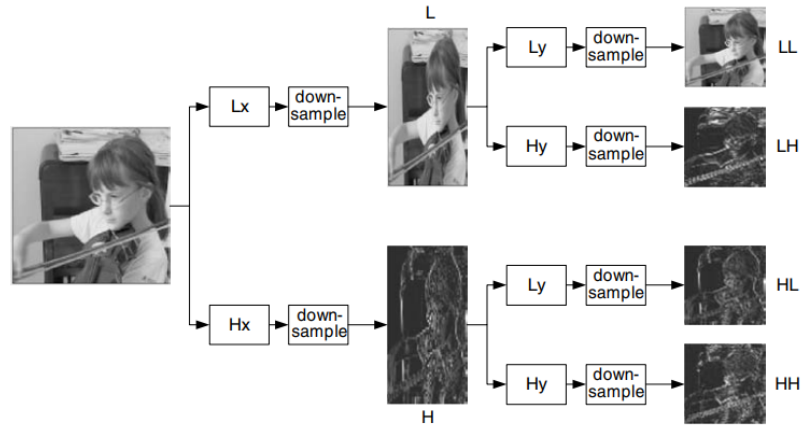 L
Lx
down-
sample
Ly
down-
sample
LL
Hy
down-
sample
LH
Hx
down-
sample
H
Ly
down-
sample
HL
Hy
down-
sample
HH